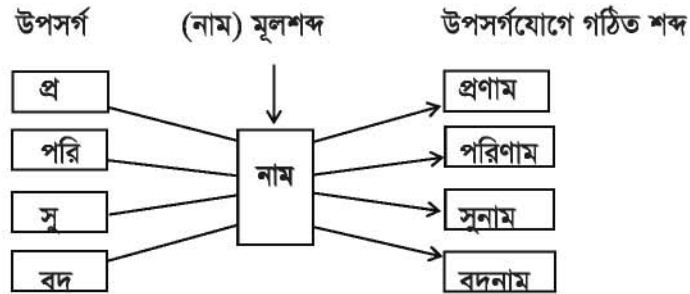 উপসর্গ (নাম) মূলশব্দ উপসর্গযোগে গঠিত শব্দ
প্র প্রণাম
পরি পরিণাম
নাম
সু সুনাম
বদ বদনাম